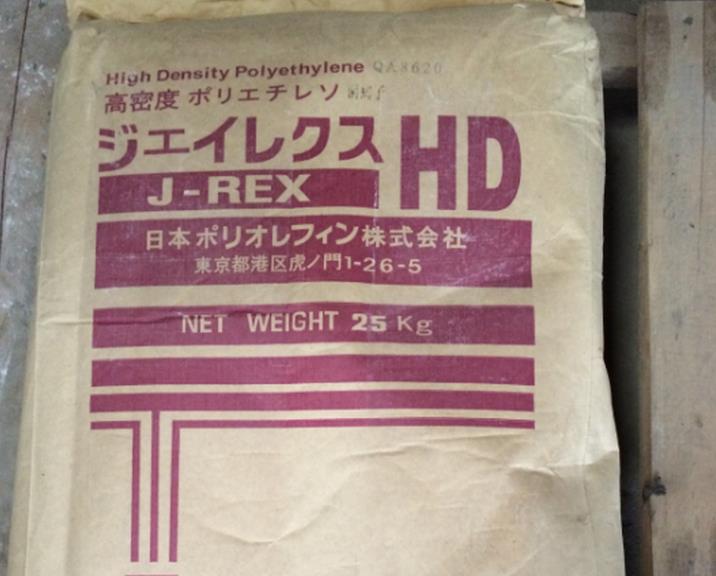 High Density Polyethylene QA8620
高密度 ポリエチレン
ジェイレクス HD
J-REX
日本ポリオレフィン株式会社
東京都港区虎ノ門1-26-5
NET WEIGHT 25 Kg